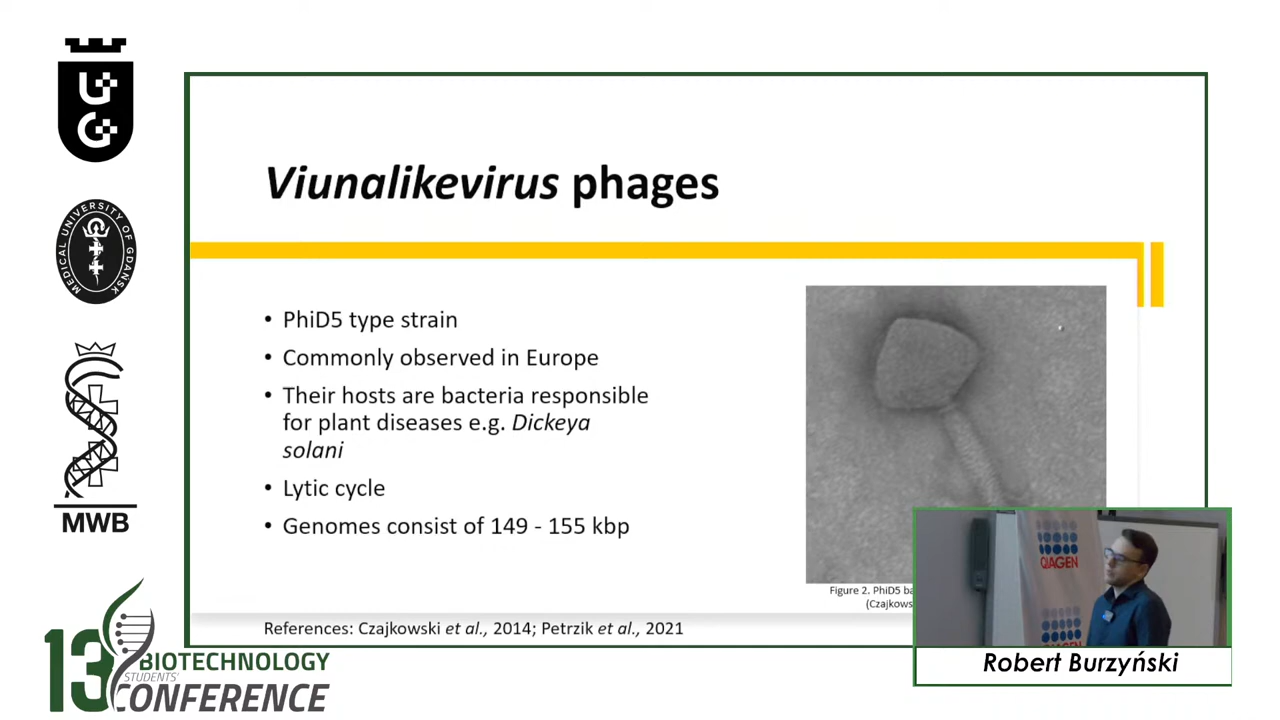 UG
MEDICAL UNIVERSITY OF GDAŃSK
MWB
Viunalikevirus phages
• PhiD5 type strain
• Commonly observed in Europe
• Their hosts are bacteria responsible
for plant diseases e.g. Dickeya
solani
• Lytic cycle
• Genomes consist of 149 - 155 kbp
Figure 2. PhiD5
(Czajkows
References: Czajkowski et al., 2014; Petrzik et al., 2021
QIAGEN
Robert Burzyński
13
BIOTECHNOLOGY
STUDENTS'
CONFERENCE